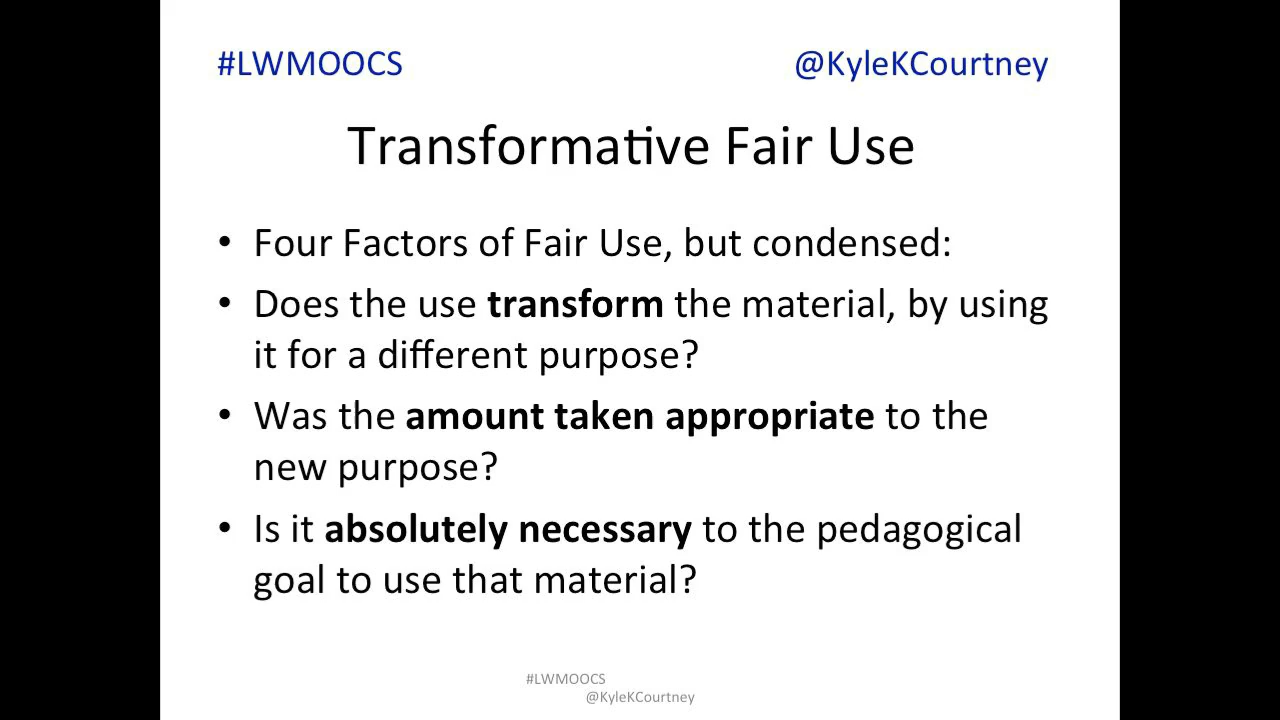 #LWMOOCS @KyleKCourtney
Transformative Fair Use
• Four Factors of Fair Use, but condensed:
• Does the use transform the material, by using
it for a different purpose?
• Was the amount taken appropriate to the
new purpose?
• Is it absolutely necessary to the pedagogical
goal to use that material?
#LWMOOCS
@KyleKCourtney